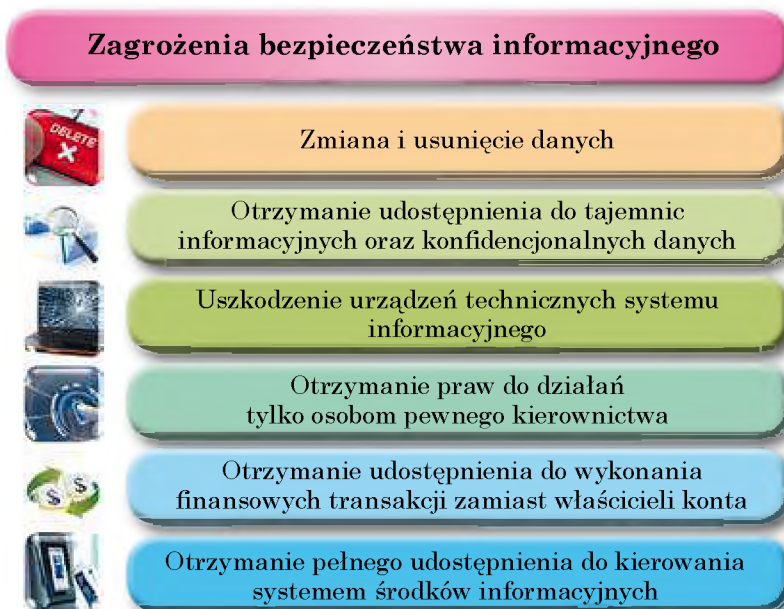 Zagrożenia bezpieczeństwa informacyjnego
DELETE
Zmiana i usunięcie danych
Otrzymanie udostępnienia do tajemnic
informacyjnych oraz konfidencjonalnych danych
Uszkodzenie urządzeń technicznych systemu
informacyjnego
Otrzymanie praw do działań
tylko osobom pewnego kierownictwa
$ $
Otrzymanie udostępnienia do wykonania
finansowych transakcji zamiast właścicieli konta
Otrzymanie pełnego udostępnienia do kierowania
systemem środków informacyjnych